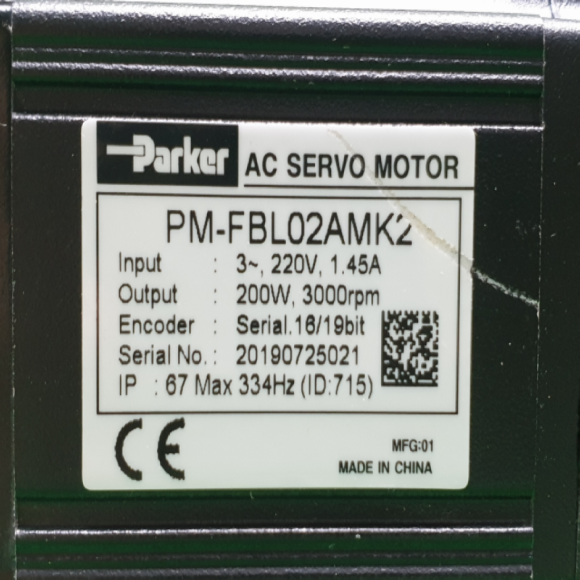 Parker AC SERVO MOTOR
PM-FBL02AMK2
Input : 3~, 220V, 1.45A
Output : 200W, 3000rpm
Encoder : Serial.16/19bit
Serial No. : 20190725021
IP : 67 Max 334Hz (ID:715)
CE
MFG:01
MADE IN CHINA